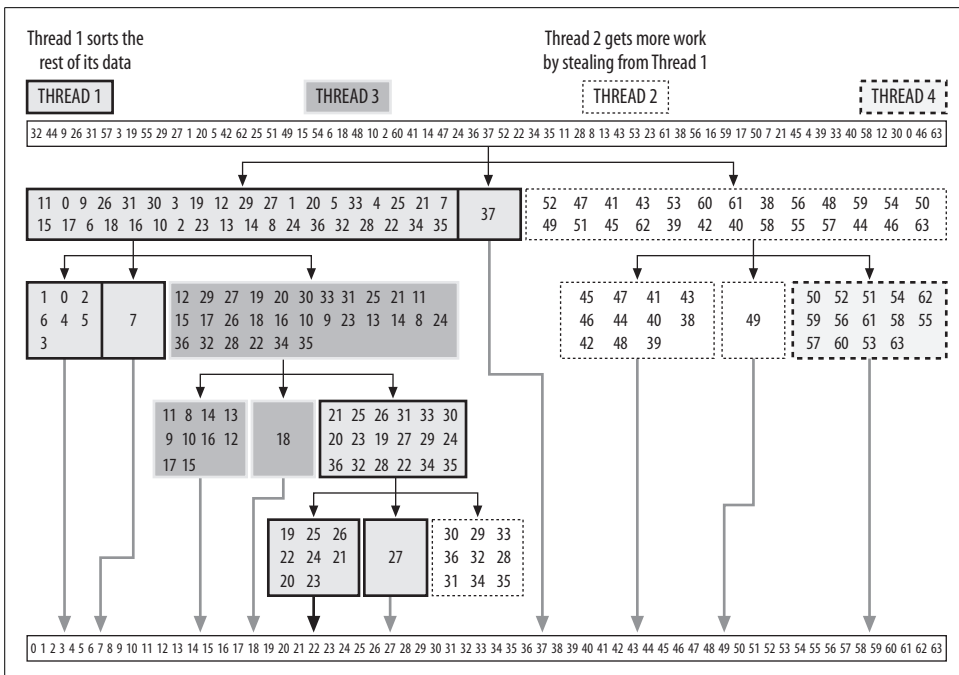 Thread 1 sorts the
rest of its data
Thread 2 gets more work
by stealing from Thread 1
THREAD 1
THREAD 3
THREAD 2
THREAD 4
32 44 9 26 31 57 3 19 55 29 27 1 20 5 42 62 25 51 49 15 54 6 18 48 10 2 60 41 14 47 24 36 37 52 22 34 35 11 28 8 13 43 53 23 61 38 56 16 59 17 50 7 21 45 4 39 33 40 58 12 30 0 46 63
11 0 9 26 31 30 3 19 12 29 27 1 20 5 33 4 25 21 7
15 17 6 18 16 10 2 23 13 14 8 24 36 32 28 22 34 35
37
52 47 41 43 53 60 61 38 56 48 59 54 50
49 51 45 62 39 42 40 58 55 57 44 46 63
1 0 2
6 4 5
3
7
12 29 27 19 20 30 33 31 25 21 11
15 17 26 18 16 10 9 23 13 14 8 24
36 32 28 22 34 35
45 47 41 43
46 44 40 38
42 48 39
49
50 52 51 54 62
59 56 61 58 55
57 60 53 63
11 8 14 13
9 10 16 12
17 15
18
21 25 26 31 33 30
20 23 19 27 29 24
36 32 28 22 34 35
19 25 26
22 24 21
20 23
27
30 29 33
36 32 28
31 34 35
0 1 2 3 4 5 6 7 8 9 10 11 12 13 14 15 16 17 18 19 20 21 22 23 24 25 26 27 28 29 30 31 32 33 34 35 36 37 38 39 40 41 42 43 44 45 46 47 48 49 50 51 52 53 54 55 56 57 58 59 60 61 62 63